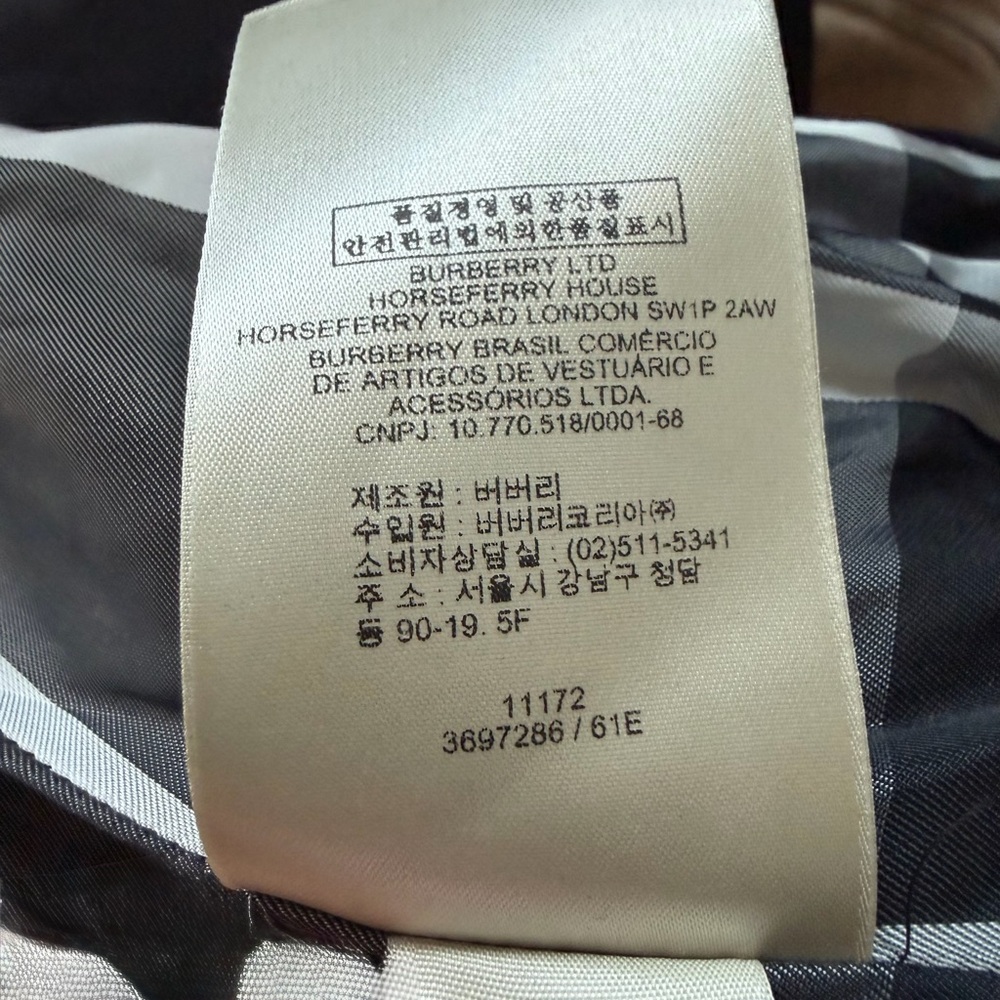 품질경영 및 공산품
안전관리법에의한품질표시
BURBERRY LTD
HORSEFERRY HOUSE
HORSEFERRY ROAD LONDON SW1P 2AW
BURBERRY BRASIL COMÉRCIO
DE ARTIGOS DE VESTUÁRIO E
ACESSÓRIOS LTDA.
CNPJ: 10.770.518/0001-68
제조원 : 버버리
수입원 : 버버리코리아㈜
소비자상담실 : (02)511-5341
주 소 : 서울시 강남구 청담
동 90-19. 5F
11172
3697286 / 61E